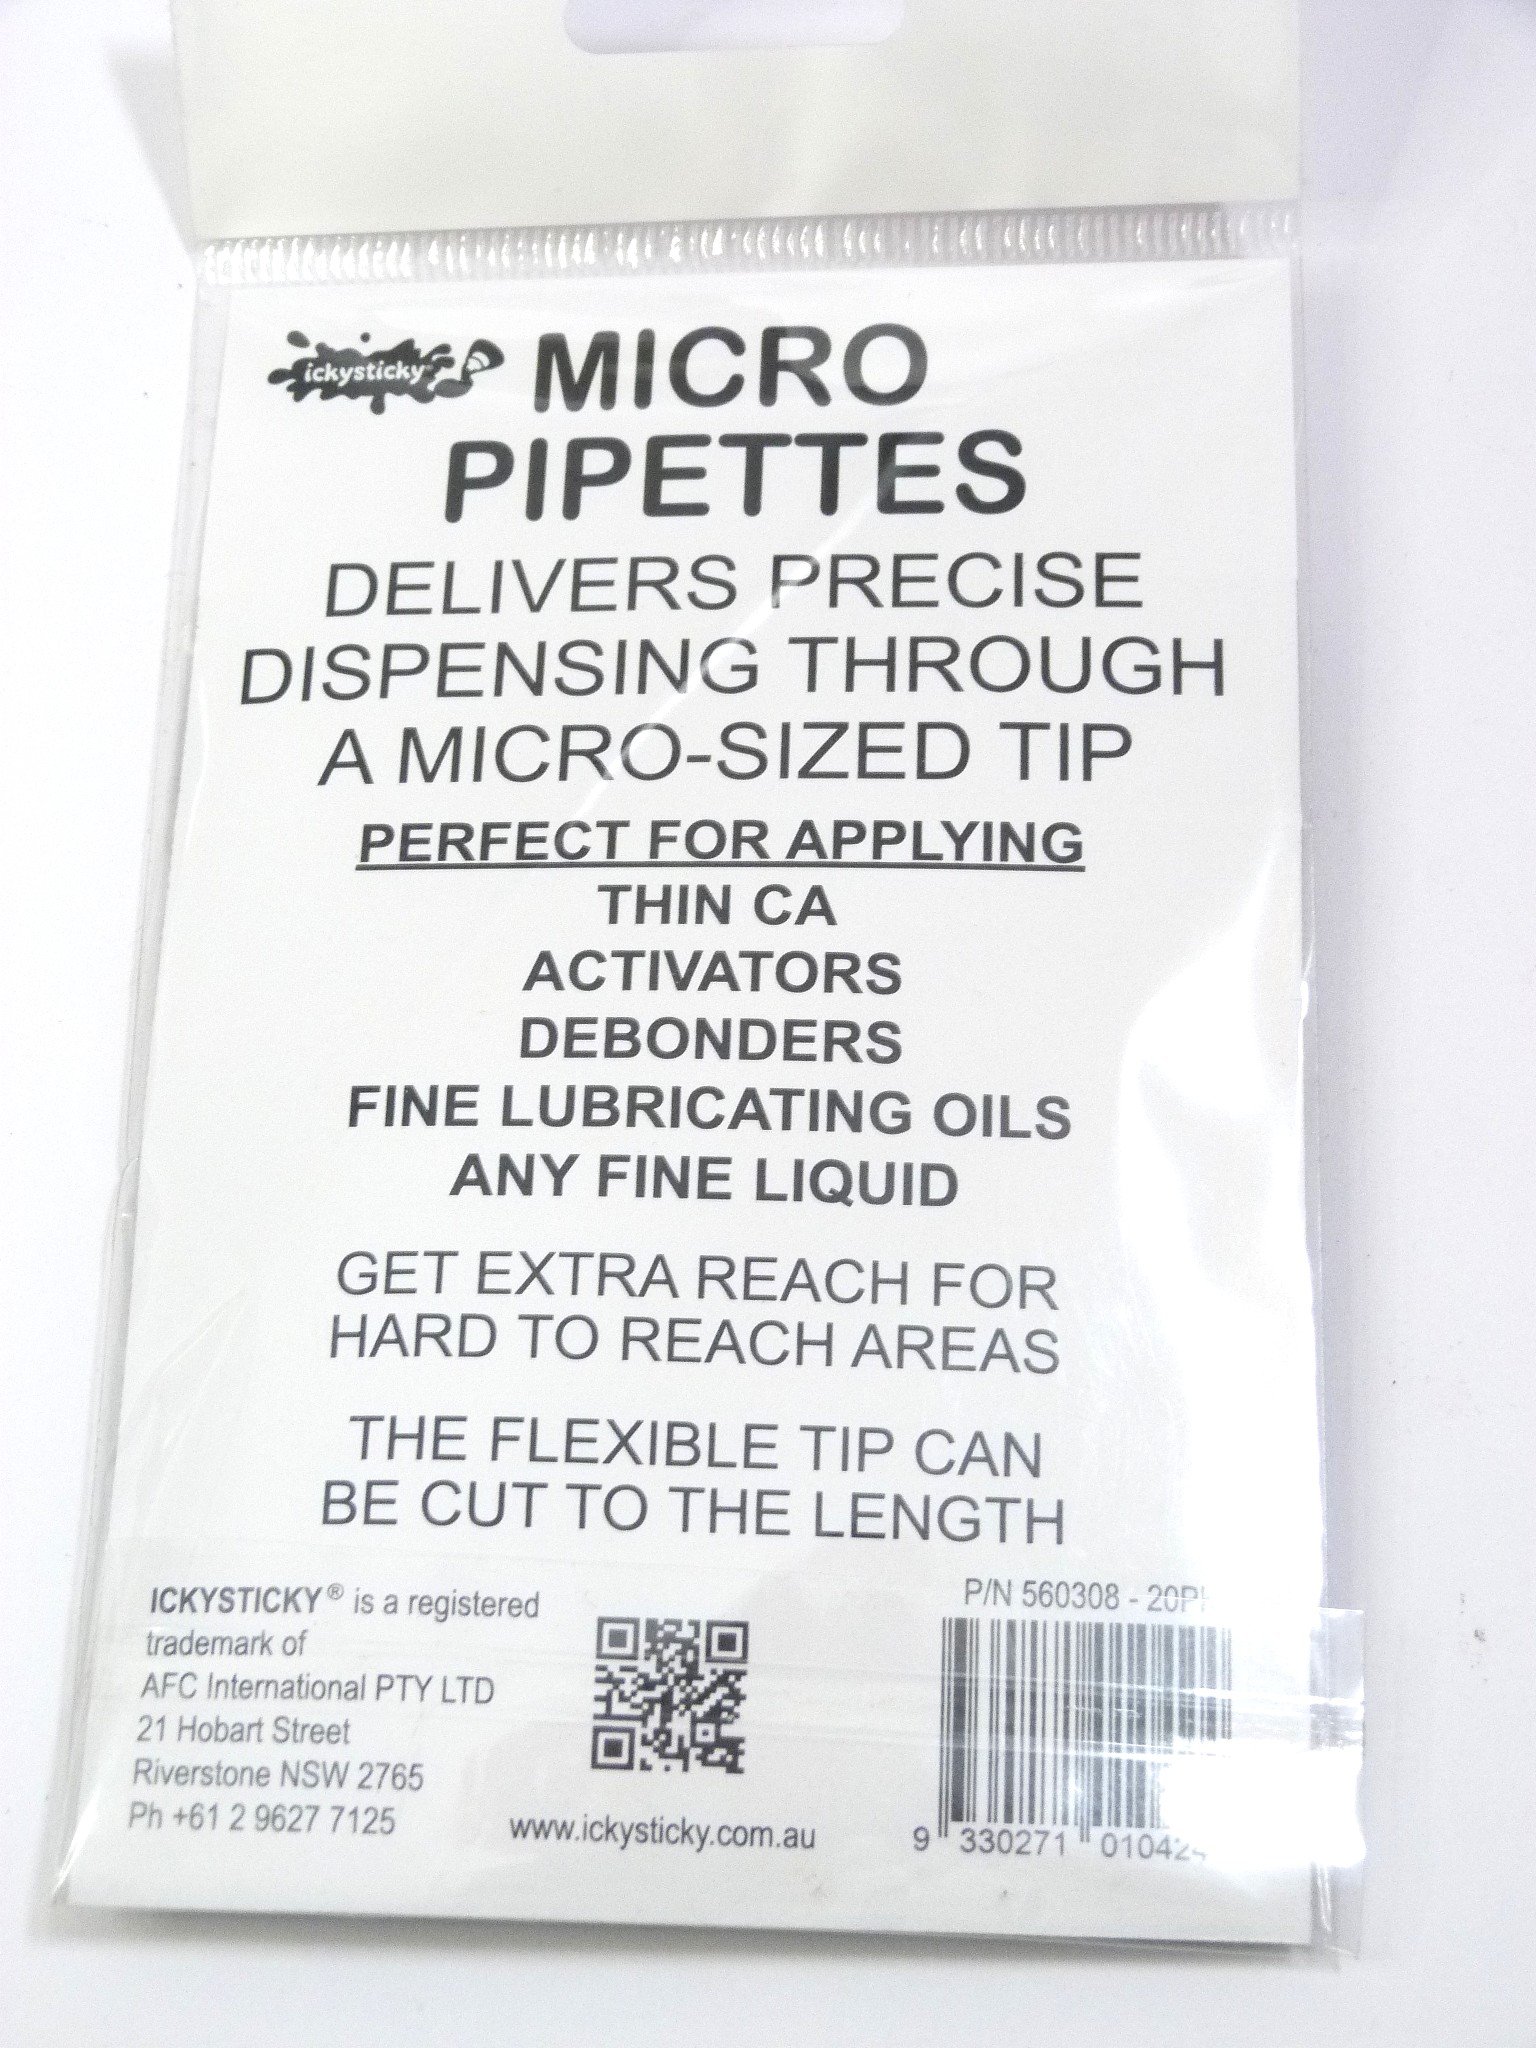 ickysticky MICRO
PIPETTES
DELIVERS PRECISE
DISPENSING THROUGH
A MICRO-SIZED TIP
PERFECT FOR APPLYING
THIN CA
ACTIVATORS
DEBONDERS
FINE LUBRICATING OILS
ANY FINE LIQUID
GET EXTRA REACH FOR
HARD TO REACH AREAS
THE FLEXIBLE TIP CAN
BE CUT TO THE LENGTH
ICKYSTICKY® is a registered
trademark of
AFC International PTY LTD
21 Hobart Street
Riverstone NSW 2765
Ph +61 2 9627 7125
www.ickysticky.com.au
P/N 560308 -
9 330271